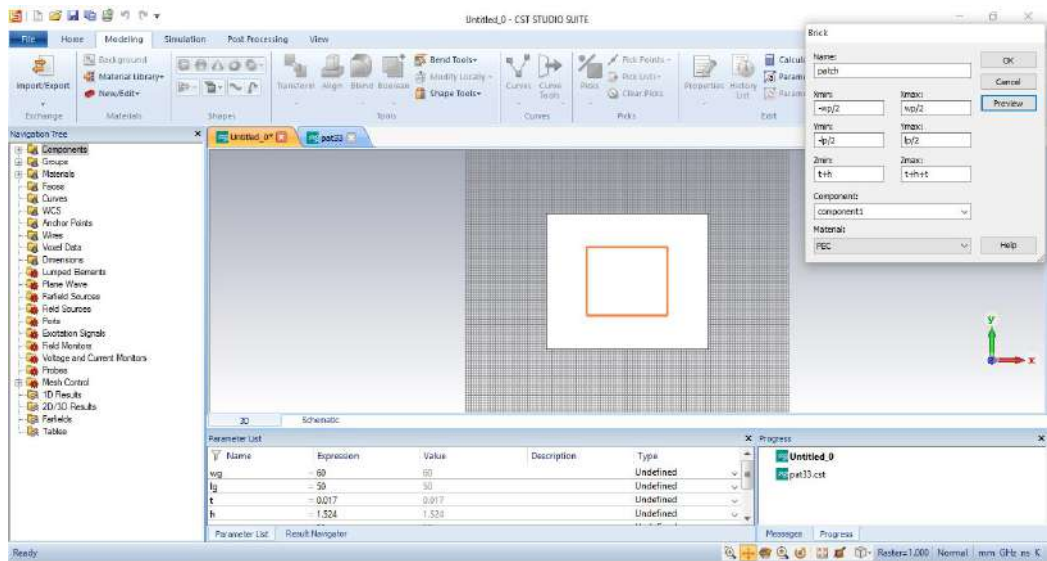 Untitled_0 - CST STUDIO SUITE
File Home Modeling Simulation Post Processing View
Import/Export
Background
Material Library
New/Edit
Transform Align Blend Boolean
Bend Tools
Modify Locally
Shape Tools
Curves Curve Tools
Picks
Pick Points
Pick Lists
Clear Picks
Properties History List
Exchange Materials Shapes Tools Curves Picks Edit
Brick
Name:
patch
OK
Cancel
Preview
Xmin: Xmax:
-wp/2 wp/2
Ymin: Ymax:
-lp/2 lp/2
Zmin: Zmax:
t+h t+h+t
Component:
component1
Material:
PEC
Help
Navigation Tree
Components
Groups
Materials
Faces
Curves
WCS
Anchor Points
Wires
Voxel Data
Dimensions
Lumped Elements
Plane Wave
Farfield Sources
Field Sources
Ports
Excitation Signals
Field Monitors
Voltage and Current Monitors
Probes
Mesh Control
1D Results
2D/3D Results
Farfields
Tables
Untitled_0* pat33
y
x
3D Schematic
Parameter List
Name Expression Value Description Type
wg = 60 60 Undefined
lg = 50 50 Undefined
t = 0.017 0.017 Undefined
h = 1.524 1.524 Undefined
Parameter List Result Navigator
Progress
Untitled_0
pat33.cst
Messages Progress
Ready
Raster=1.000 Normal mm GHz ns K